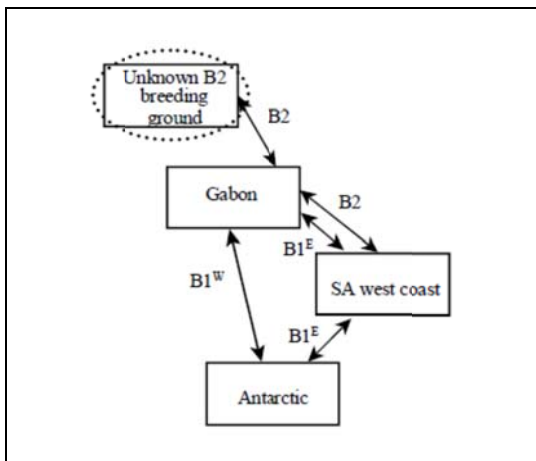 Unknown B2
breeding
ground
B2
Gabon
B2
B1ᴱ
B1ᵂ
SA west coast
B1ᴱ
Antarctic